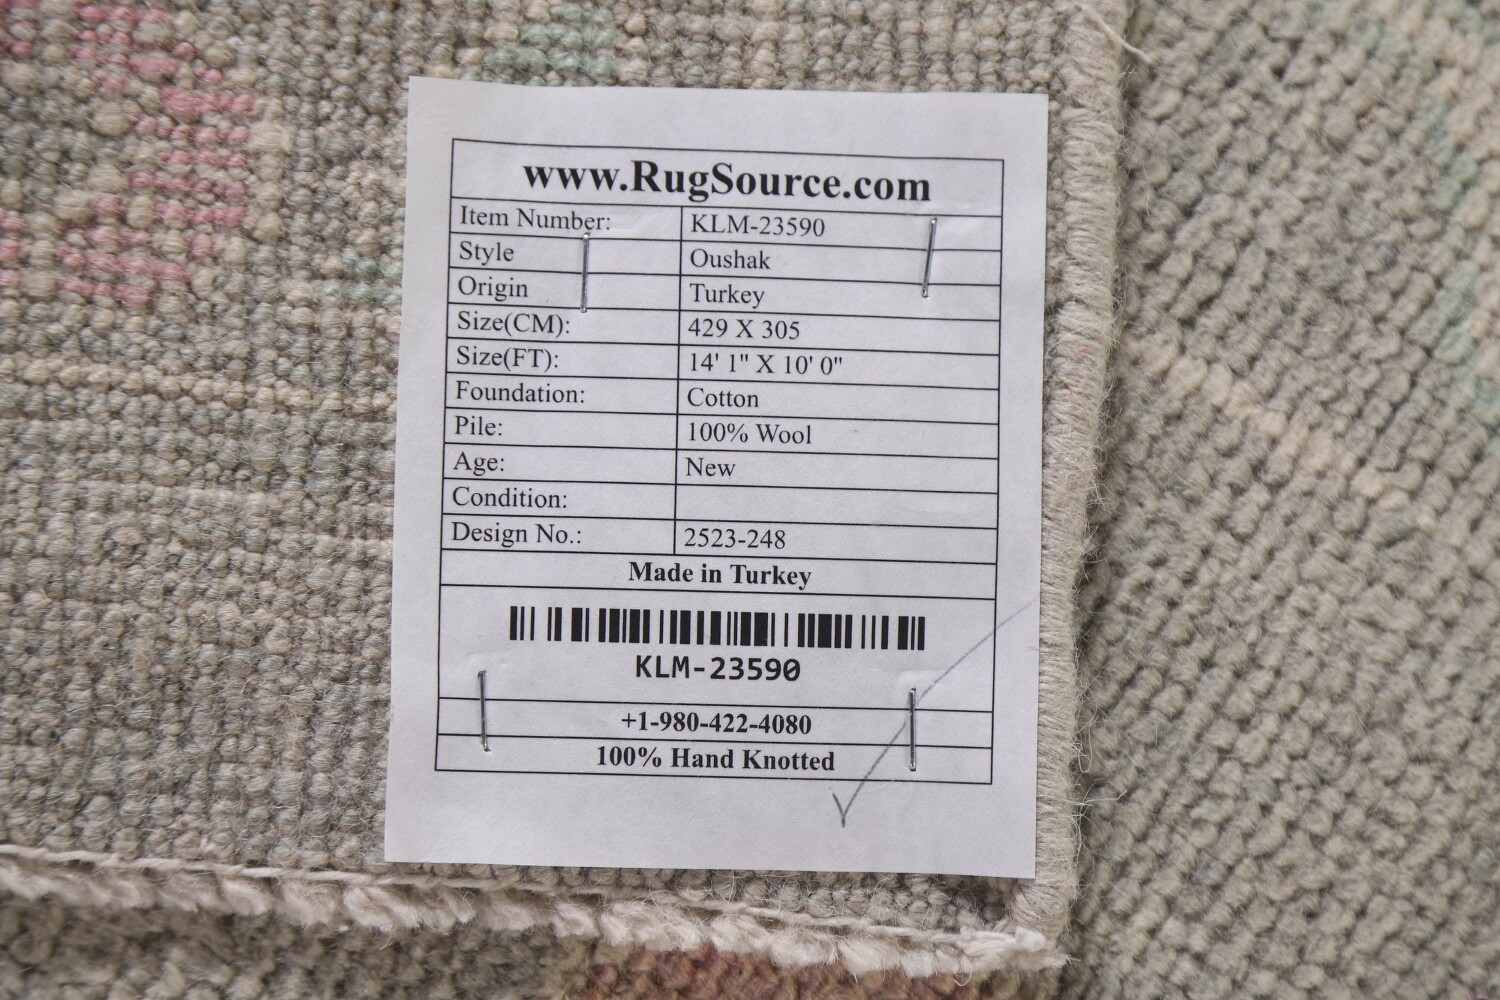 www.RugSource.com
Item Number: KLM-23590
Style Oushak
Origin Turkey
Size(CM): 429 X 305
Size(FT): 14' 1" X 10' 0"
Foundation: Cotton
Pile: 100% Wool
Age: New
Condition:
Design No.: 2523-248
Made in Turkey
KLM-23590
+1-980-422-4080
100% Hand Knotted